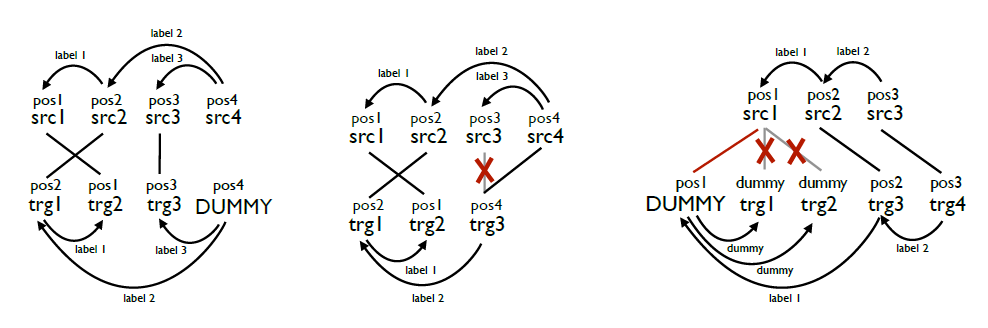 label 2
label 1
label 3
pos1 pos2 pos3 pos4
src1 src2 src3 src4
pos2 pos1 pos3 pos4
trg1 trg2 trg3 DUMMY
label 1
label 3
label 2
label 2
label 1
label 3
pos1 pos2 pos3 pos4
src1 src2 src3 src4
pos2 pos1 pos4
trg1 trg2 trg3
label 1
label 2
label 1 label 2
pos1 pos2 pos3
src1 src2 src3
pos1 dummy dummy pos2 pos3
DUMMY trg1 trg2 trg3 trg4
dummy
label 2
dummy
label 1